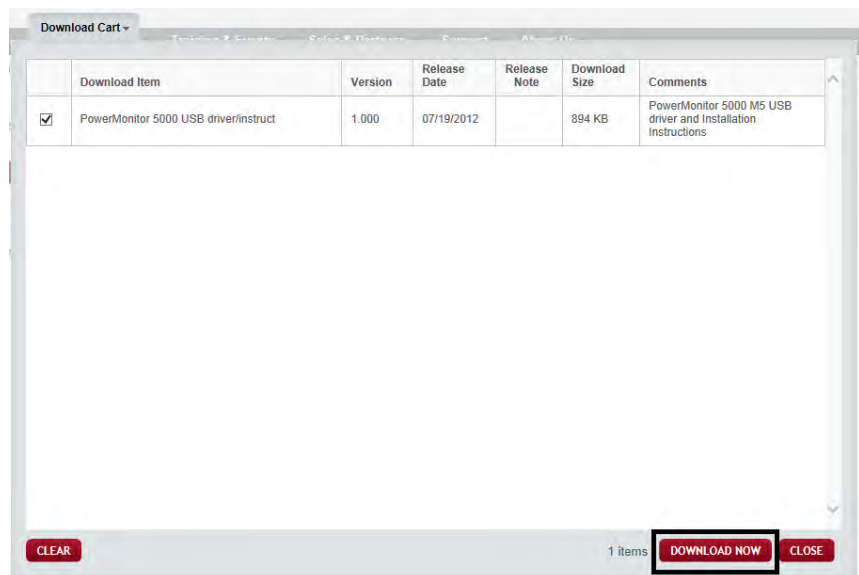 Download Cart
Download Item Version Release Date Release Note Download Size Comments
PowerMonitor 5000 USB driver/instruct 1.000 07/19/2012 894 KB PowerMonitor 5000 M5 USB
driver and Installation
Instructions
CLEAR 1 items DOWNLOAD NOW CLOSE